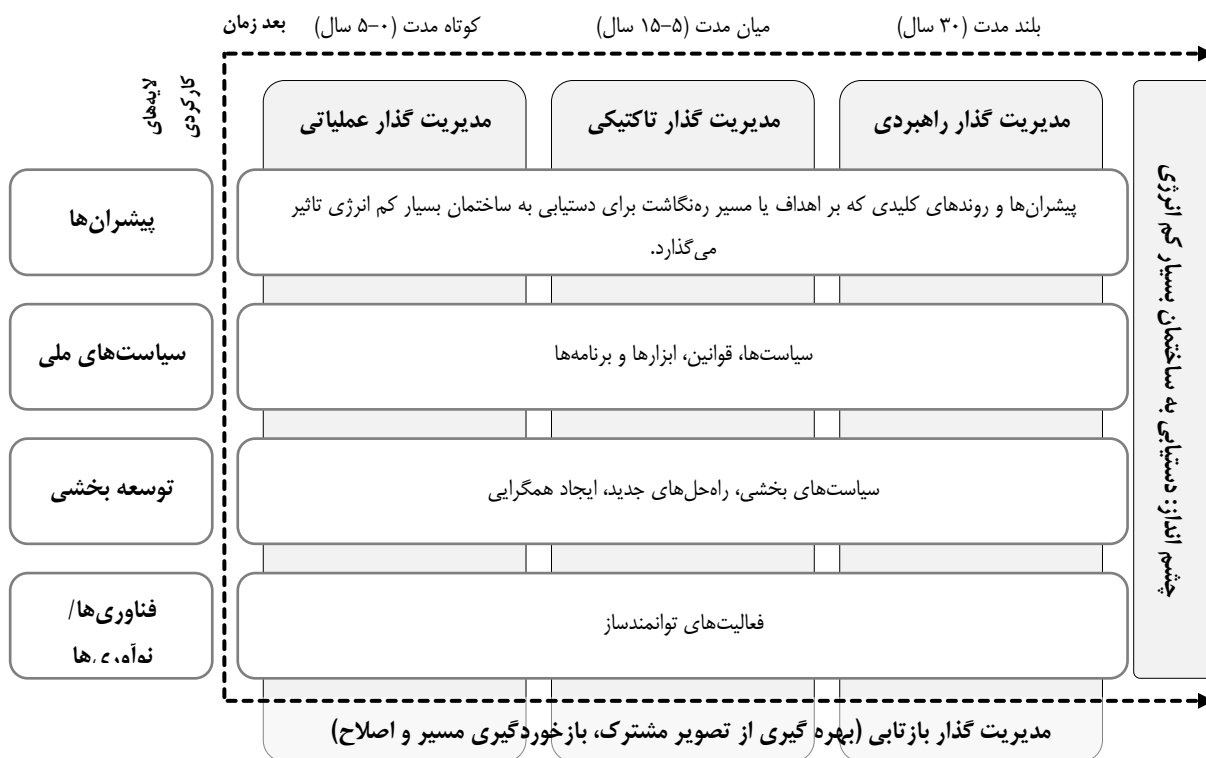 بعد زمان
کوتاه مدت (۰–۵ سال)
میان مدت (۵–۱۵ سال)
بلند مدت (۳۰ سال)
لایه‌های
کارکردی
مدیریت گذار عملیاتی
مدیریت گذار تاکتیکی
مدیریت گذار راهبردی
پیشران‌ها
پیشران‌ها و روندهای کلیدی که بر اهداف یا مسیر ره‌نگاشت برای دستیابی به ساختمان بسیار کم انرژی تاثیر
می‌گذارد.
سیاست‌های ملی
سیاست‌ها، قوانین، ابزارها و برنامه‌ها
توسعه بخشی
سیاست‌های بخشی، راه‌حل‌های جدید، ایجاد همگرایی
فناوری‌ها/
نوآوری‌ها
فعالیت‌های توانمندساز
چشم انداز: دستیابی به ساختمان بسیار کم انرژی
مدیریت گذار بازتابی (بهره گیری از تصویر مشترک، بازخوردگیری مسیر و اصلاح)